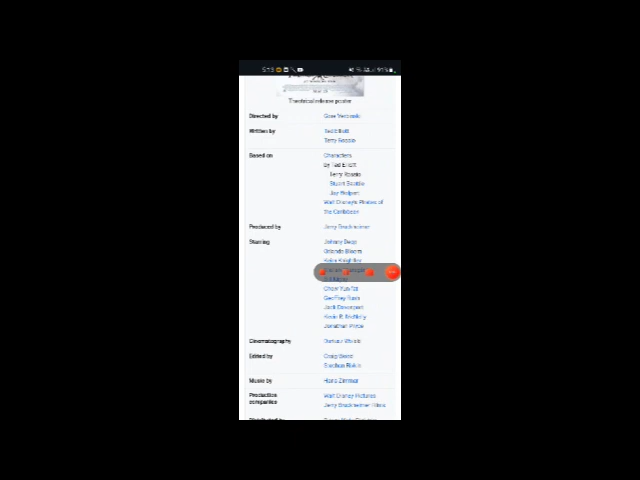 Theatrical release poster
Directed by
Gore Verbinski
Written by
Ted Elliott
Terry Rossio
Based on
Characters
by Ted Elliott
Terry Rossio
Stuart Beattie
Jay Wolpert
Walt Disney's Pirates of
the Caribbean
Produced by
Jerry Bruckheimer
Starring
Johnny Depp
Orlando Bloom
Keira Knightley
Chow Yun-fat
Geoffrey Rush
Jack Davenport
Kevin R. McNally
Jonathan Pryce
Cinematography
Dariusz Wolski
Edited by
Craig Wood
Stephen Rivkin
Music by
Hans Zimmer
Production
companies
Walt Disney Pictures
Jerry Bruckheimer Films